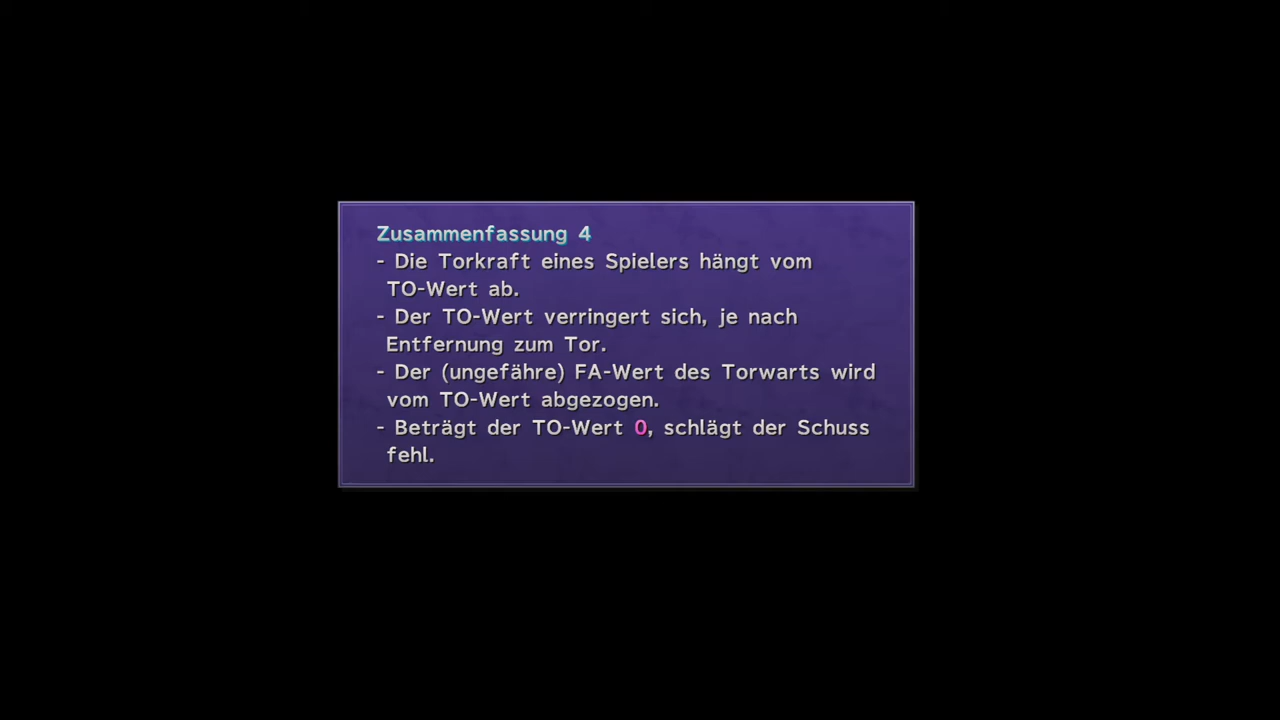 Zusammenfassung 4
- Die Torkraft eines Spielers hängt vom
TO-Wert ab.
- Der TO-Wert verringert sich, je nach
Entfernung zum Tor.
- Der (ungefähre) FA-Wert des Torwarts wird
vom TO-Wert abgezogen.
- Beträgt der TO-Wert 0, schlägt der Schuss
fehl.